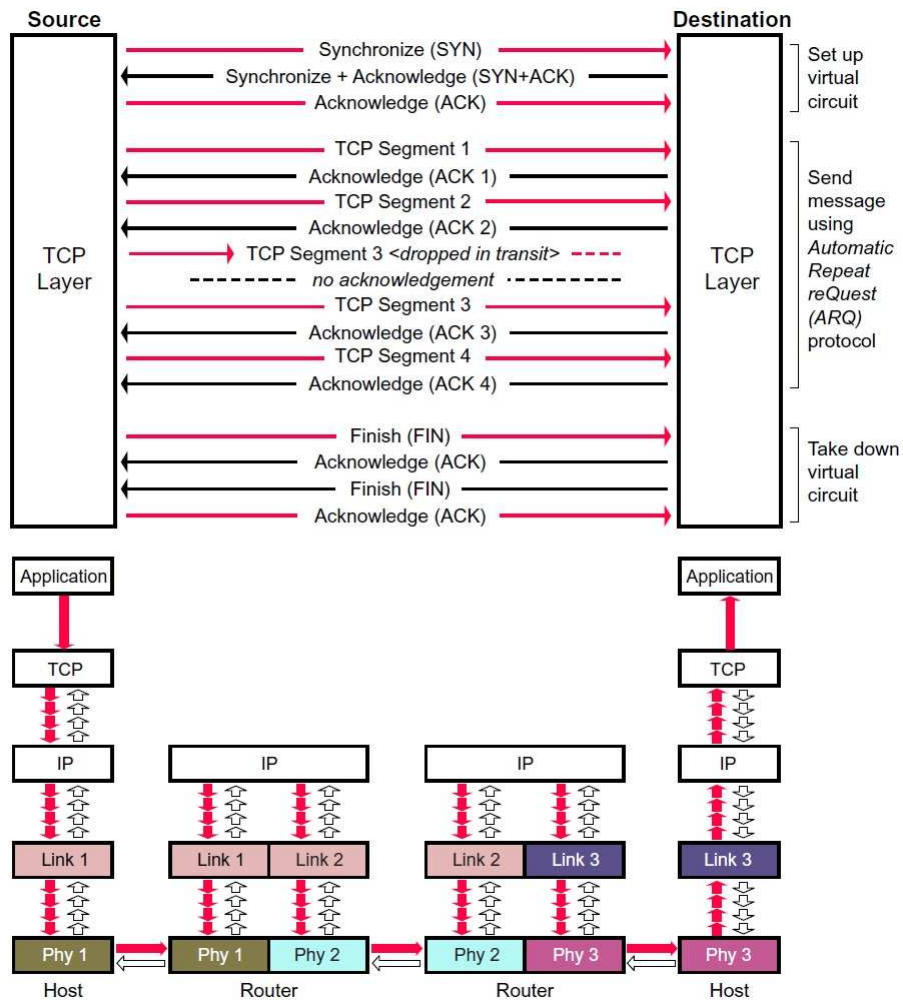 Source
Destination
Synchronize (SYN)
Synchronize + Acknowledge (SYN+ACK)
Acknowledge (ACK)
Set up
virtual
circuit
TCP Segment 1
Acknowledge (ACK 1)
TCP Segment 2
Acknowledge (ACK 2)
TCP Segment 3 <dropped in transit>
no acknowledgement
TCP Segment 3
Acknowledge (ACK 3)
TCP Segment 4
Acknowledge (ACK 4)
TCP
Layer
TCP
Layer
Send
message
using
Automatic
Repeat
reQuest
(ARQ)
protocol
Finish (FIN)
Acknowledge (ACK)
Finish (FIN)
Acknowledge (ACK)
Take down
virtual
circuit
Application
Application
TCP
TCP
IP
IP
IP
IP
Link 1
Link 1
Link 2
Link 2
Link 3
Link 3
Phy 1
Phy 1
Phy 2
Phy 2
Phy 3
Phy 3
Host
Router
Router
Host